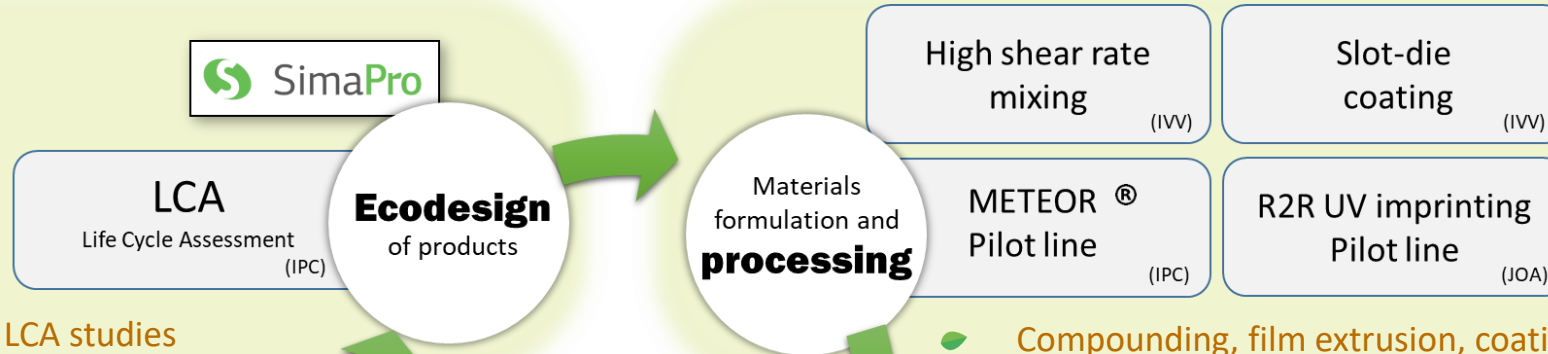 SimaPro
LCA
Life Cycle Assessment
(IPC)
Ecodesign
of products
LCA studies
Materials
formulation and
processing
High shear rate
mixing
(IVV)
Slot-die
coating
(IVV)
METEOR ®
Pilot line
(IPC)
R2R UV imprinting
Pilot line
(JOA)
Compounding, film extrusion, coati